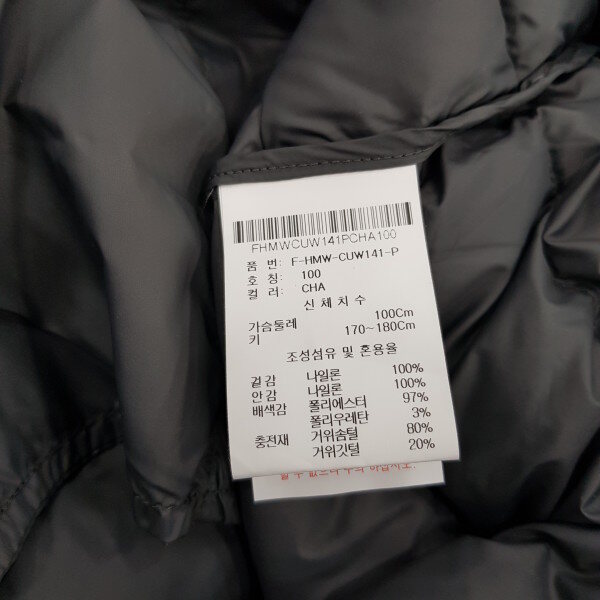 FHMWCUW141PCHA100
품 번: F-HMW-CUW141-P
호 칭: 100
컬 러: CHA
신 체 치 수
가슴둘레 100Cm
키 170~180Cm
조성섬유 및 혼용율
겉감 나일론 100%
안감 나일론 100%
배색감 폴리에스터 97%
폴리우레탄 3%
충전재 거위솜털 80%
거위깃털 20%